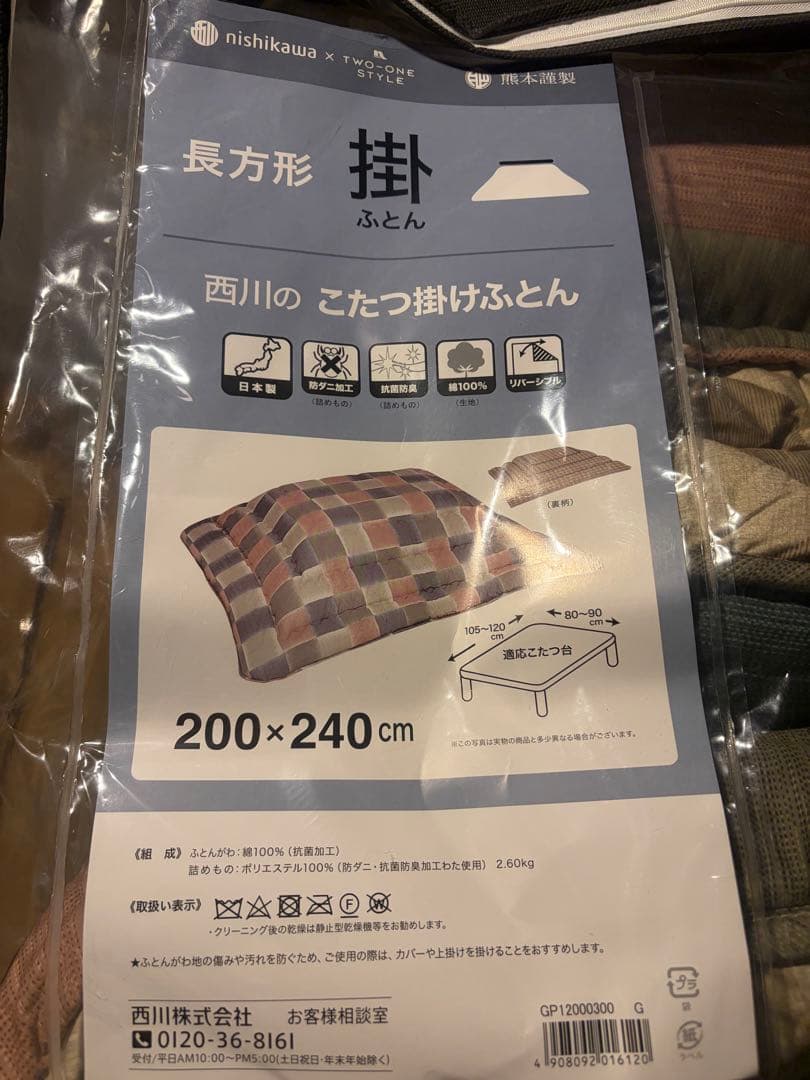 nishikawa × TWO-ONE STYLE
熊本謹製
長方形 掛
ふとん
西川の こたつ掛けふとん
日本製 防ダニ加工 抗菌防臭 綿100% リバーシブル
(詰めもの) (詰めもの) (生地)
(裏柄)
105~120cm 80~90cm
適応こたつ台
200×240cm
※この写真は実物の商品と多少異なる場合がございます。
《組 成》ふとんがわ:綿100%(抗菌加工)
詰めもの:ポリエステル100%(防ダニ・抗菌防臭加工わた使用) 2.60kg
《取扱い表示》 F W
・クリーニング後の乾燥は静止型乾燥機等をお勧めします。
★ふとんがわ地の傷みや汚れを防ぐため、ご使用の際は、カバーや上掛けを掛けることをおすすめします。
西川株式会社 お客様相談室
0120-36-8161
受付/平日AM10:00~PM5:00(土日祝日・年末年始除く)
GP12000300 G
4 908092 016120
プラ
袋
紙
ラベル